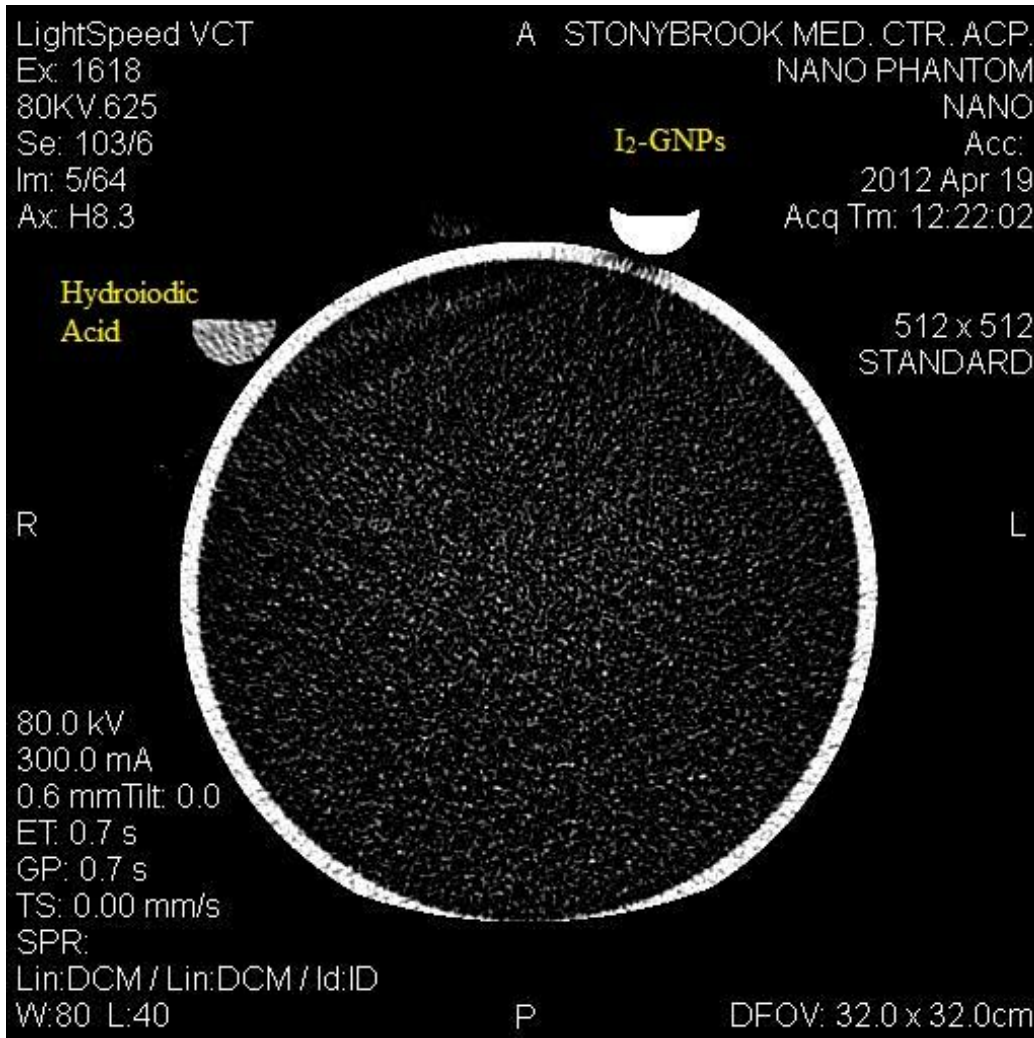 LightSpeed VCT
Ex: 1618
80KV.625
Se: 103/6
Im: 5/64
Ax: H8.3
A
STONYBROOK MED. CTR. ACP.
NANO PHANTOM
NANO
Acc:
2012 Apr 19
Acq Tm: 12:22:02
512 x 512
STANDARD
I₂-GNPs
Hydroiodic
Acid
R
L
80.0 kV
300.0 mA
0.6 mmTilt: 0.0
ET: 0.7 s
GP: 0.7 s
TS: 0.00 mm/s
SPR:
Lin:DCM / Lin:DCM / Id:ID
W:80 L:40
P
DFOV: 32.0 x 32.0cm